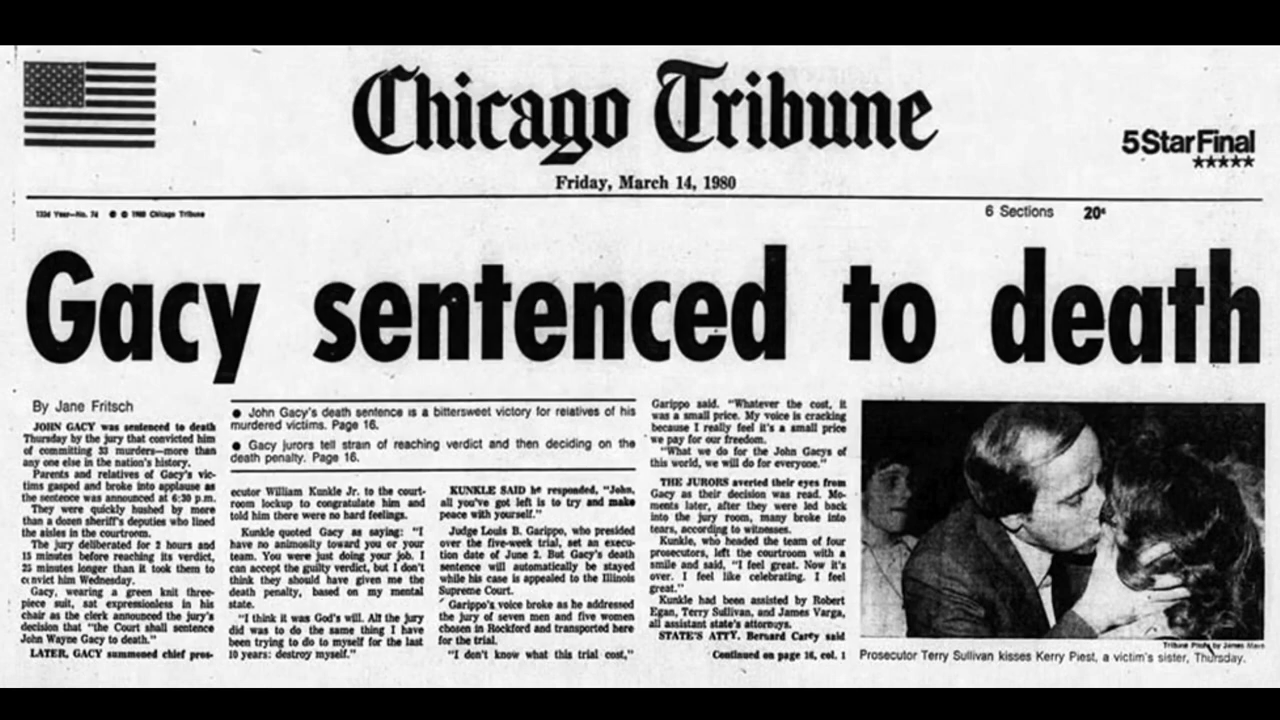 Chicago Tribune
5 Star Final
★★★★★
Friday, March 14, 1980
133d Year—No. 74 © 1980 Chicago Tribune
6 Sections 20¢
Gacy sentenced to death
By Jane Fritsch
JOHN GACY was sentenced to death
Thursday by the jury that convicted him
of committing 33 murders—more than
any one else in the nation's history.
Parents and relatives of Gacy's vic-
tims gasped and broke into applause as
the sentence was announced at 6:30 p.m.
They were quickly hushed by more
than a dozen sheriff's deputies who lined
the aisles in the courtroom.
The jury deliberated for 2 hours and
15 minutes before reaching its verdict,
25 minutes longer than it took them to
convict him Wednesday.
Gacy, wearing a green knit three-
piece suit, sat expressionless in his
chair as the clerk announced the jury's
decision that "the Court shall sentence
John Wayne Gacy to death."
LATER, GACY summoned chief pros-
● John Gacy's death sentence is a bittersweet victory for relatives of his
murdered victims. Page 16.
● Gacy jurors tell strain of reaching verdict and then deciding on the
death penalty. Page 16.
ecutor William Kunkle Jr. to the court-
room lockup to congratulate him and
told him there were no hard feelings.
Kunkle quoted Gacy as saying: "I
have no animosity toward you or your
team. You were just doing your job. I
can accept the guilty verdict, but I don't
think they should have given me the
death penalty, based on my mental
state.
"I think it was God's will. All the jury
did was to do the same thing I have
been trying to do to myself for the last
10 years: destroy myself."
KUNKLE SAID he responded, "John,
all you've got left is to try and make
peace with yourself."
Judge Louis B. Garippo, who presided
over the five-week trial, set an execu-
tion date of June 2. But Gacy's death
sentence will automatically be stayed
while his case is appealed to the Illinois
Supreme Court.
Garippo's voice broke as he addressed
the jury of seven men and five women
chosen in Rockford and transported here
for the trial.
"I don't know what this trial cost,"
Garippo said. "Whatever the cost, it
was a small price. My voice is cracking
because I really feel it's a small price
we pay for our freedom.
"What we do for the John Gacys of
this world, we will do for everyone."
THE JURORS averted their eyes from
Gacy as their decision was read. Mo-
ments later, after they were led back
into the jury room, many broke into
tears, according to witnesses.
Kunkle, who headed the team of four
prosecutors, left the courtroom with a
smile and said, "I feel great. Now it's
over. I feel like celebrating. I feel
great."
Kunkle had been assisted by Robert
Egan, Terry Sullivan, and James Varga,
all assistant state's attorneys.
STATE'S ATTY. Bernard Carey said
Continued on page 16, col. 1
Tribune Photo by James
Prosecutor Terry Sullivan kisses Kerry Piest, a victim's sister, Thursday.